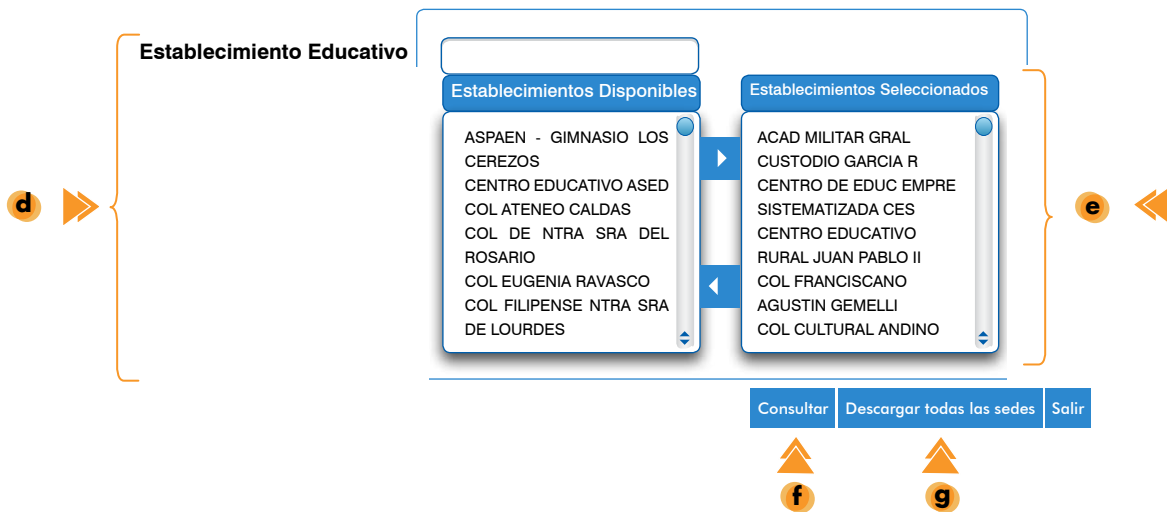 Establecimiento Educativo
Establecimientos Disponibles
ASPAEN - GIMNASIO LOS
CEREZOS
CENTRO EDUCATIVO ASED
COL ATENEO CALDAS
COL DE NTRA SRA DEL
ROSARIO
COL EUGENIA RAVASCO
COL FILIPENSE NTRA SRA
DE LOURDES
Establecimientos Seleccionados
ACAD MILITAR GRAL
CUSTODIO GARCIA R
CENTRO DE EDUC EMPRE
SISTEMATIZADA CES
CENTRO EDUCATIVO
RURAL JUAN PABLO II
COL FRANCISCANO
AGUSTIN GEMELLI
COL CULTURAL ANDINO
d
e
Consultar
Descargar todas las sedes
Salir
f
g